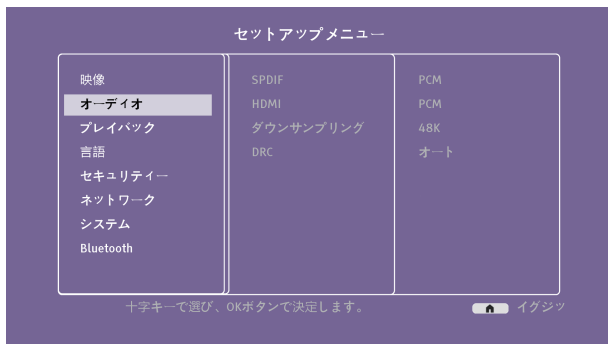 セットアップメニュー
映像
オーディオ
プレイバック
言語
セキュリティー
ネットワーク
システム
Bluetooth
SPDIF
HDMI
ダウンサンプリング
DRC
PCM
PCM
48K
オート
十字キーで選び、OKボタンで決定します。
イグジッ